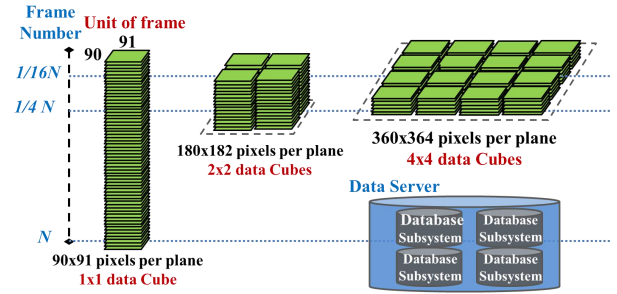 Frame
Number
Unit of frame
90
91
1/16N
1/4 N
N
90x91 pixels per plane
1x1 data Cube
180x182 pixels per plane
2x2 data Cubes
360x364 pixels per plane
4x4 data Cubes
Data Server
Database
Subsystem
Database
Subsystem
Database
Subsystem
Database
Subsystem